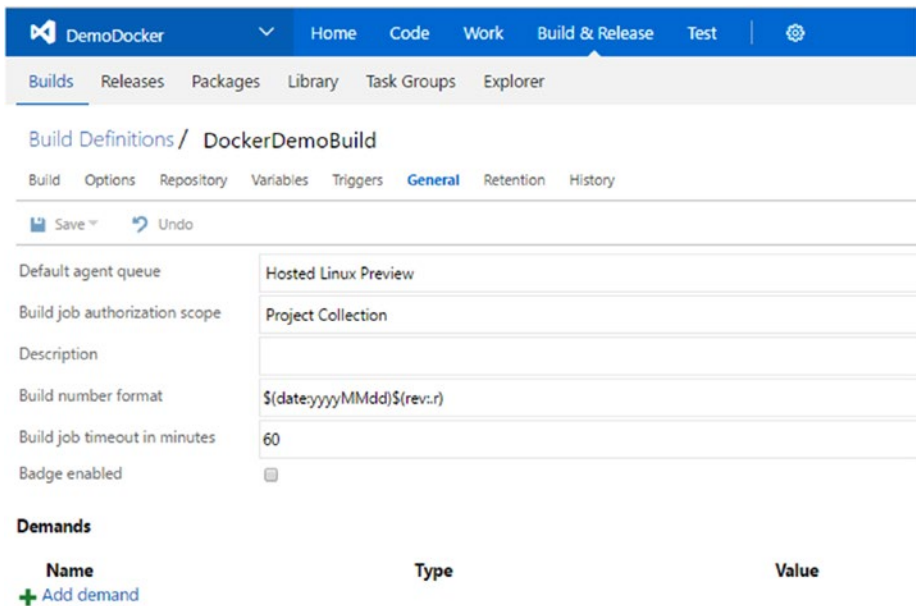 DemoDocker Home Code Work Build & Release Test
Builds Releases Packages Library Task Groups Explorer
Build Definitions / DockerDemoBuild
Build Options Repository Variables Triggers General Retention History
Save Undo
Default agent queue Hosted Linux Preview
Build job authorization scope Project Collection
Description
Build number format $(date:yyyyMMdd)$(rev:.r)
Build job timeout in minutes 60
Badge enabled
Demands
Name Type Value
Add demand